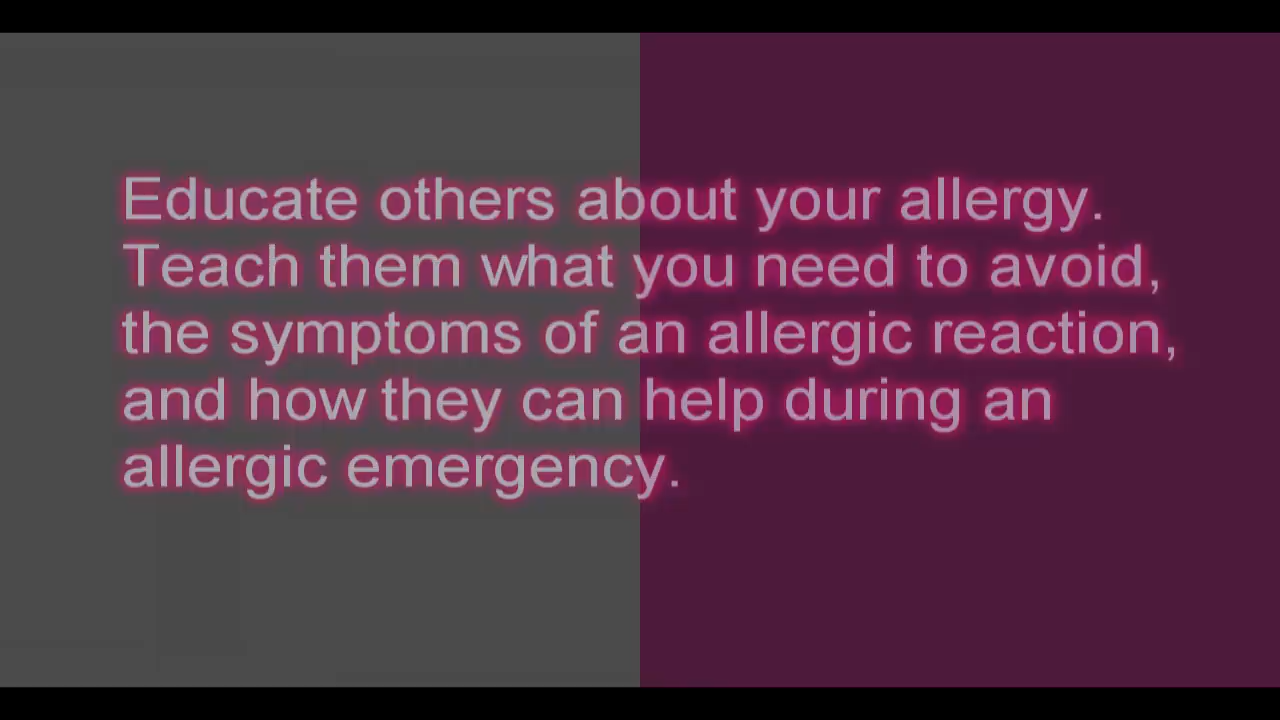 Educate others about your allergy.
Teach them what you need to avoid,
the symptoms of an allergic reaction,
and how they can help during an
allergic emergency.